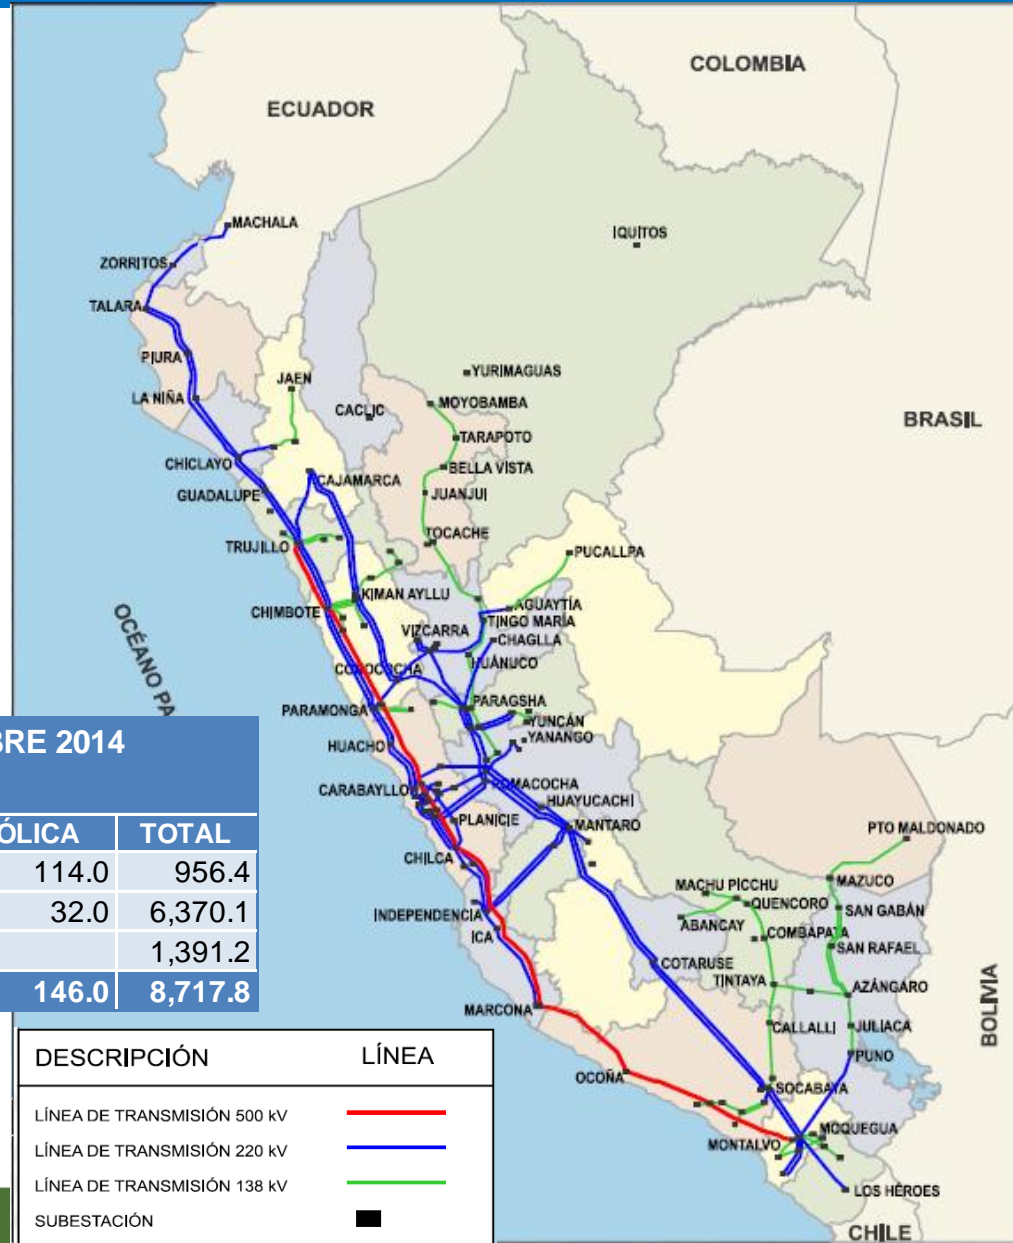 COLOMBIA
ECUADOR
MACHALA
IQUITOS
ZORRITOS
TALARA
PIURA
YURIMAGUAS
JAEN
LA NIÑA
MOYOBAMBA
CACLIC
BRASIL
TARAPOTO
CHICLAYO
BELLA VISTA
CAJAMARCA
GUADALUPE
JUANJUI
TOCACHE
TRUJILLO
PUCALLPA
KIMAN AYLLU
CHIMBOTE
AGUAYTÍA
TINGO MARÍA
VIZCARRA
CHAGLLA
OCÉANO PA
HUÁNUCO
PARAGSHA
PARAMONGA
YUNCÁN
YANANGO
HUACHO
POMACOCHA
CARABAYLLO
HUAYUCACHÍ
PLANICIE
MANTARO
PTO MALDONADO
CHILCA
MAZUCO
MACHU PICCHU
QUENCORO
SAN GABÁN
INDEPENDENCIA
ABANCAY
ICA
COMBAPATA
SAN RAFAEL
COTARUSE
TINTAYA
AZÁNGARO
MARCONA
CALLALLI
JULIACA
BOLIVIA
PUNO
OCOÑA
SOCABAYA
MOQUEGUA
MONTALVO
LOS HÉROES
CHILE
BRE 2014
ÓLICA TOTAL
114.0 956.4
32.0 6,370.1
1,391.2
146.0 8,717.8
DESCRIPCIÓN LÍNEA
LÍNEA DE TRANSMISIÓN 500 kV
LÍNEA DE TRANSMISIÓN 220 kV
LÍNEA DE TRANSMISIÓN 138 kV
SUBESTACIÓN